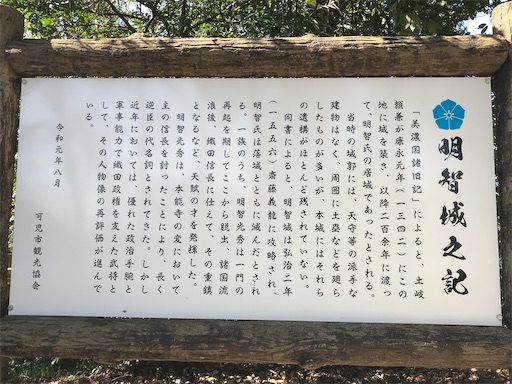 明智城之記
「美濃国諸旧記」によると、土岐
頼兼が康永元年(一三四二)にこの
地に城を築き、以降二百余年に渡っ
て、明智氏の居城であったとされる。
当時の城郭には、天守等の派手な
建物はなく、周囲に土塁などを廻ら
したものが多いが、本城にはそれら
の遺構がほとんど残されていない。
同書によると、明智城は弘治二年
(一五五六)斎藤義龍に攻略され、
明智氏は落城とともに滅んだとされ
る。一族のうち、明智光秀は一門の
再起を期してここから脱出、諸国流
浪後、織田信長に仕えて、その重鎮
となるなど、天賦の才を発揮した。
明智光秀は、本能寺の変において
主の信長を討ったことにより、長く
逆臣の代名詞とされてきた。しかし
近年においては、優れた政治手腕と
軍事能力で織田政権を支えた武将と
して、その人物像の再評価が進んで
いる。
令和元年八月
可児市観光協会